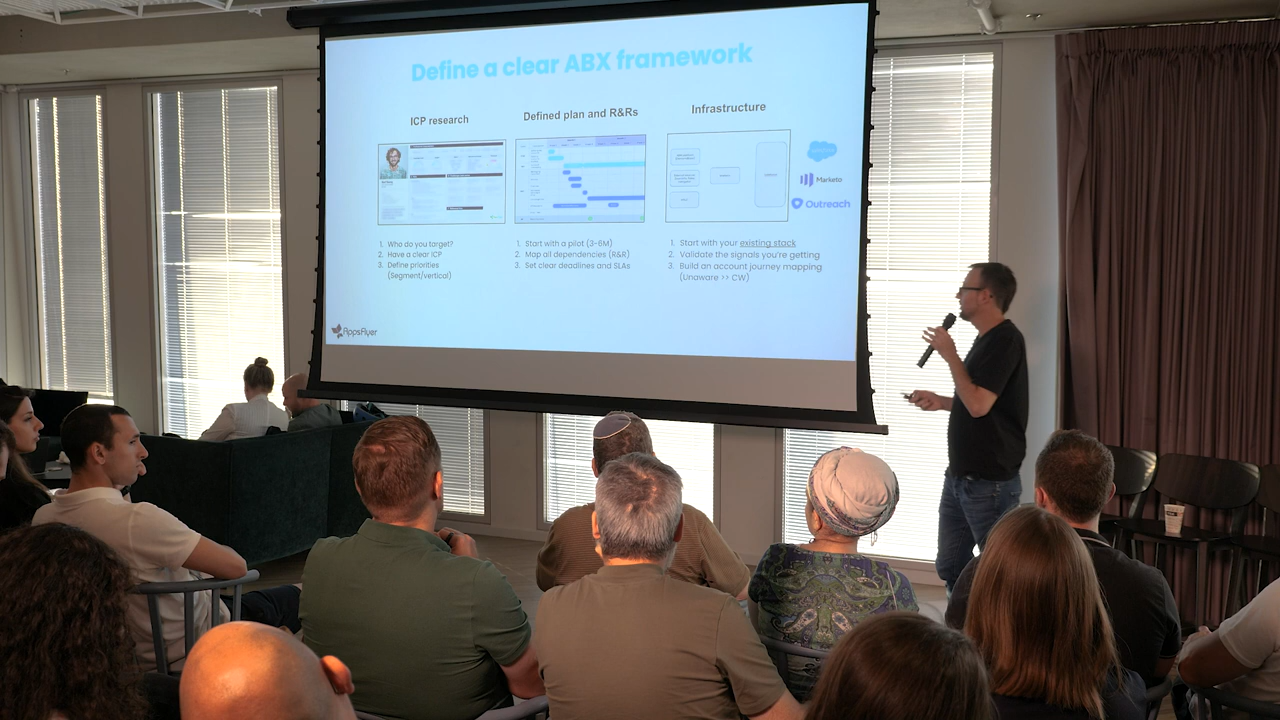 Define a clear ABX framework
ICP research
Defined plan and R&Rs
Infrastructure
Marketo
Outreach
1. Who do you target?
2. Have a clear ICP
3. Define priorities
(Segment/vertical)
1. Start with a pilot (3-6M)
2. Map all dependencies (R&R)
3. Set clear deadlines and SLAs
1. Start with your existing stack
2. Validate the signals you're getting
3. Build an account journey mapping
(Unaware >> CW)
AppsFlyer